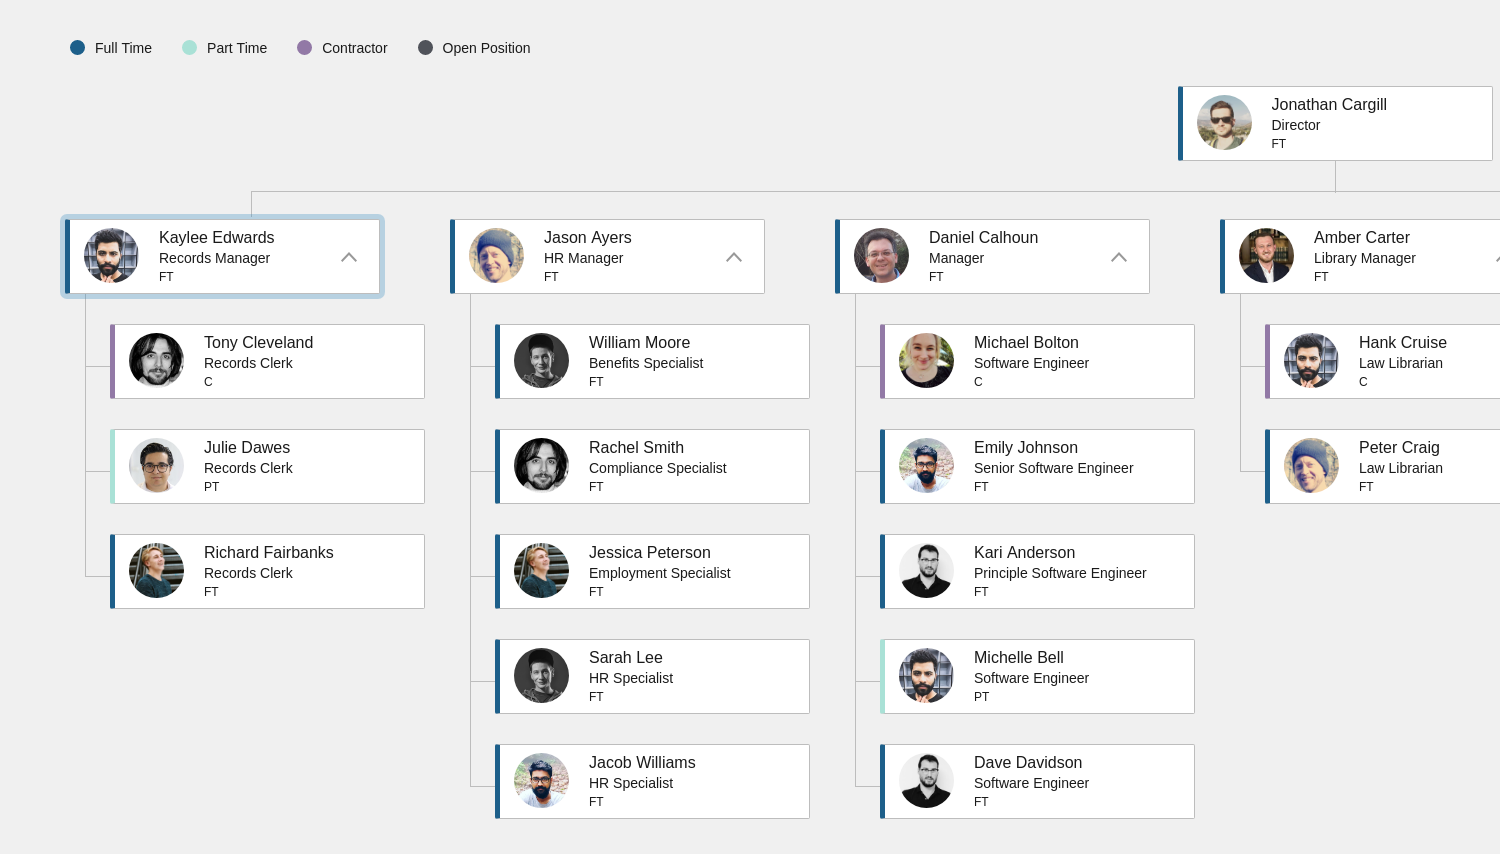 Full Time
Part Time
Contractor
Open Position
Jonathan Cargill
Director
FT
Kaylee Edwards
Records Manager
FT
Jason Ayers
HR Manager
FT
Daniel Calhoun
Manager
FT
Amber Carter
Library Manager
FT
Tony Cleveland
Records Clerk
C
Julie Dawes
Records Clerk
PT
Richard Fairbanks
Records Clerk
FT
William Moore
Benefits Specialist
FT
Rachel Smith
Compliance Specialist
FT
Jessica Peterson
Employment Specialist
FT
Sarah Lee
HR Specialist
FT
Jacob Williams
HR Specialist
FT
Michael Bolton
Software Engineer
C
Emily Johnson
Senior Software Engineer
FT
Kari Anderson
Principle Software Engineer
FT
Michelle Bell
Software Engineer
PT
Dave Davidson
Software Engineer
FT
Hank Cruise
Law Librarian
C
Peter Craig
Law Librarian
FT